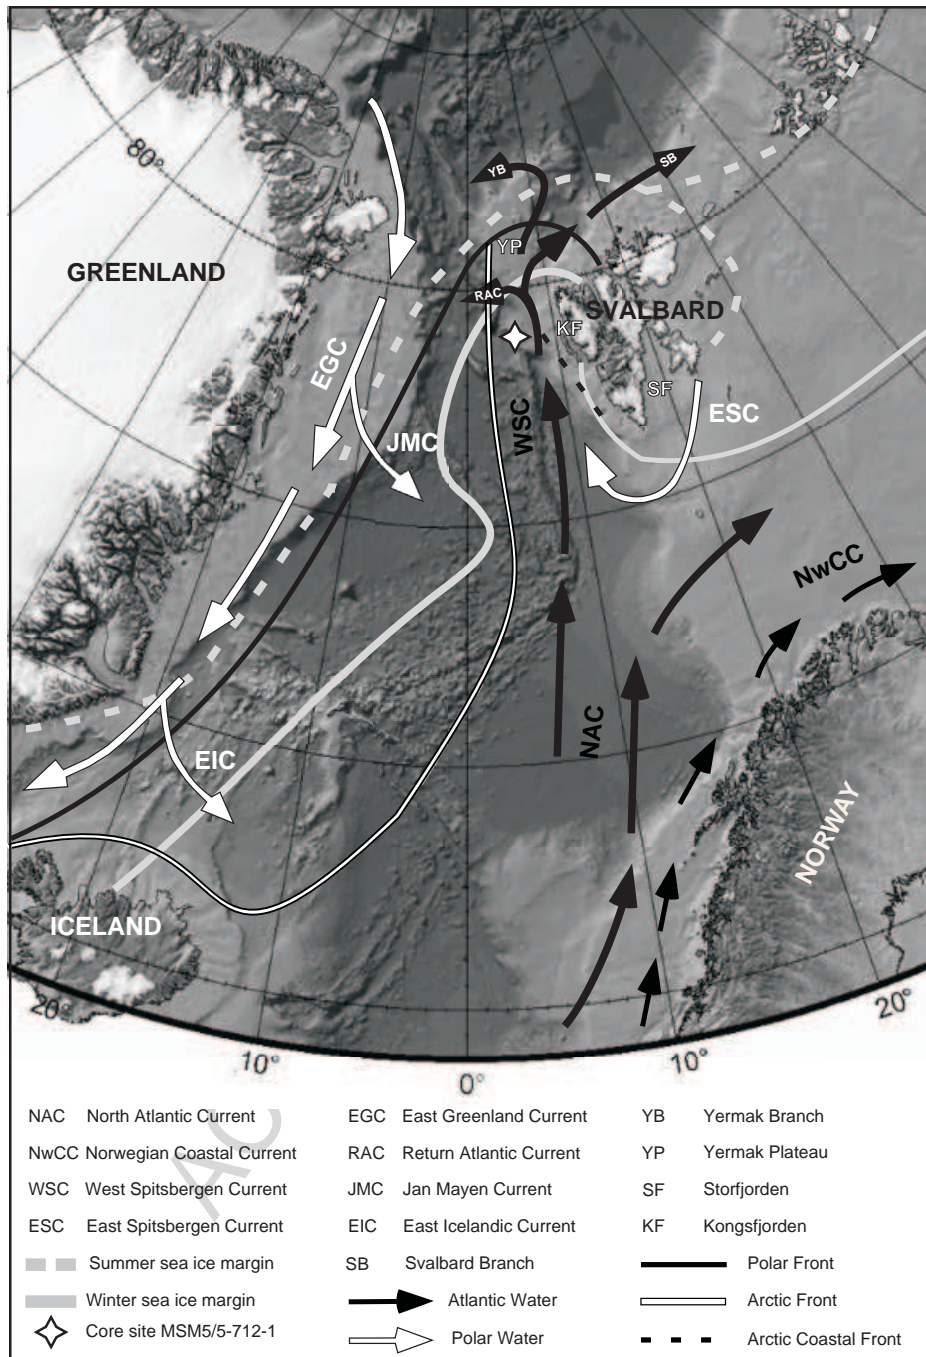 80°
YB
SB
GREENLAND
YP
RAC
SVALBARD
KF
EGC
SF
ESC
WSC
JMC
NwCC
NAC
EIC
NORWAY
ICELAND
20°
20°
10°
10°
0°
AC
NAC North Atlantic Current EGC East Greenland Current YB Yermak Branch
NwCC Norwegian Coastal Current RAC Return Atlantic Current YP Yermak Plateau
WSC West Spitsbergen Current JMC Jan Mayen Current SF Storfjorden
ESC East Spitsbergen Current EIC East Icelandic Current KF Kongsfjorden
Summer sea ice margin SB Svalbard Branch Polar Front
Winter sea ice margin Atlantic Water Arctic Front
Core site MSM5/5-712-1 Polar Water Arctic Coastal Front